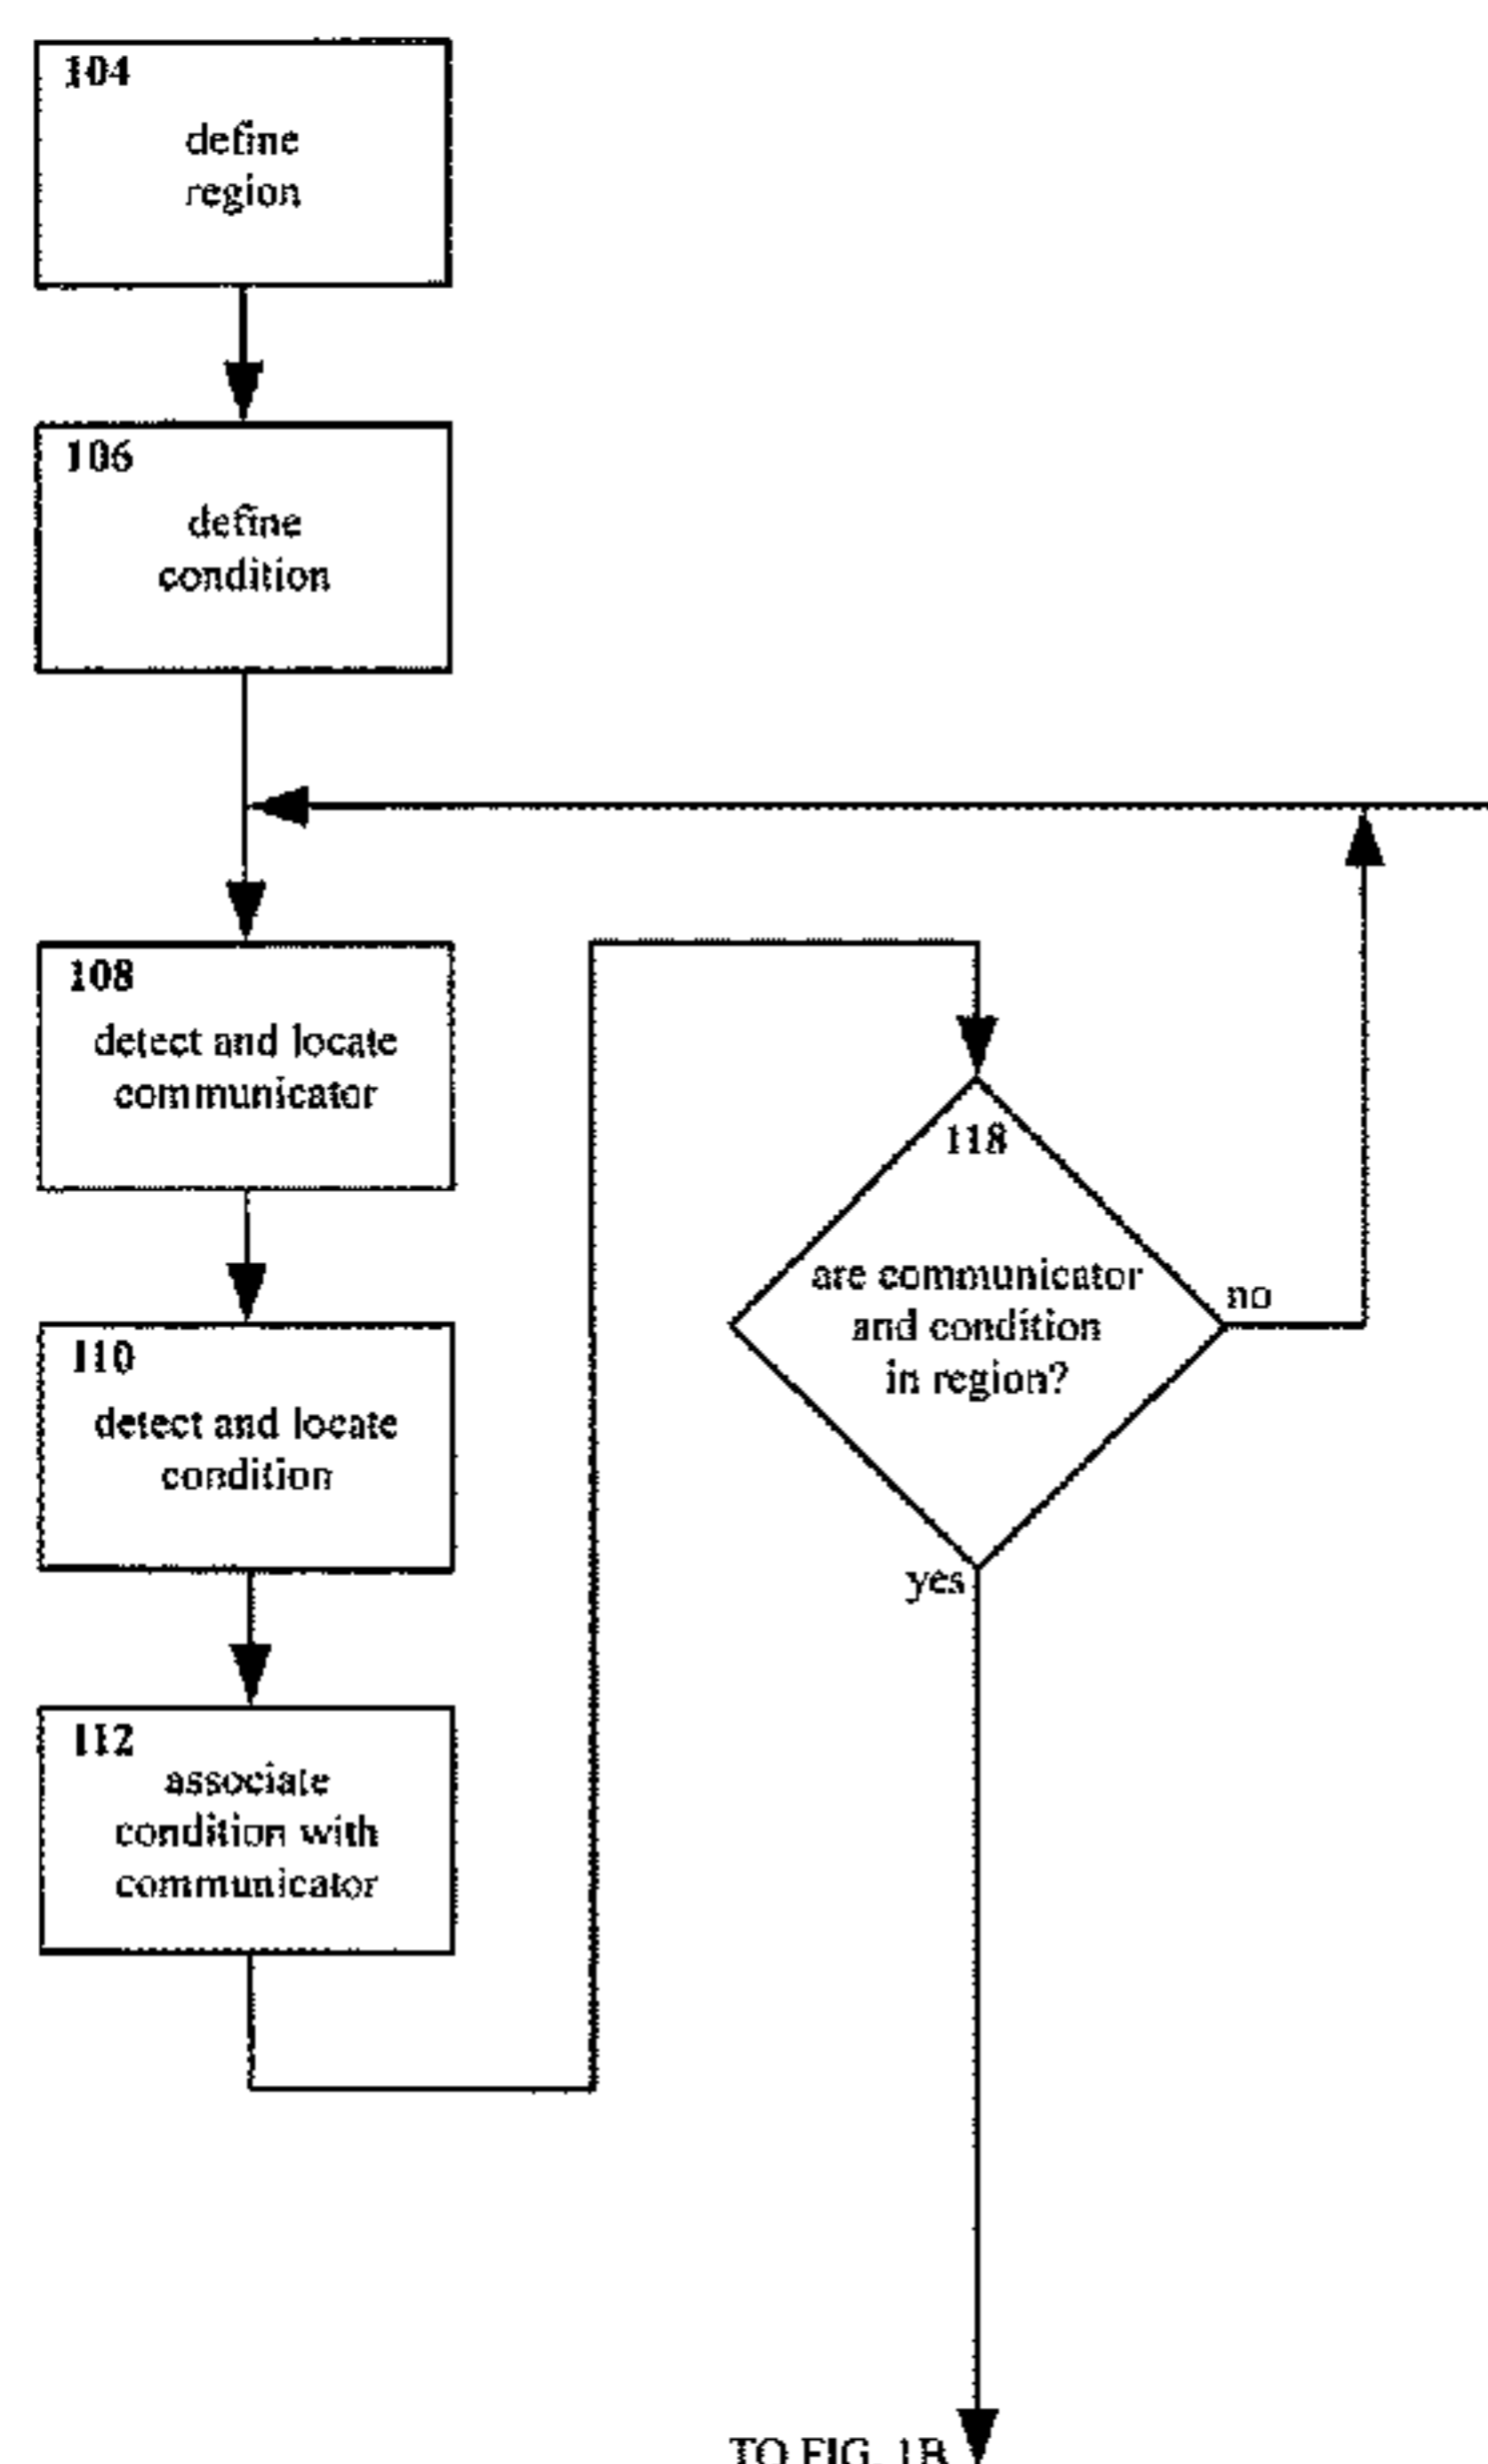 104
define
region
106
define
condition
108
detect and locate
communicator
110
detect and locate
condition
112
associate
condition with
communicator
118
are communicator
and condition
in region?
no
yes
TO FIG. 1B